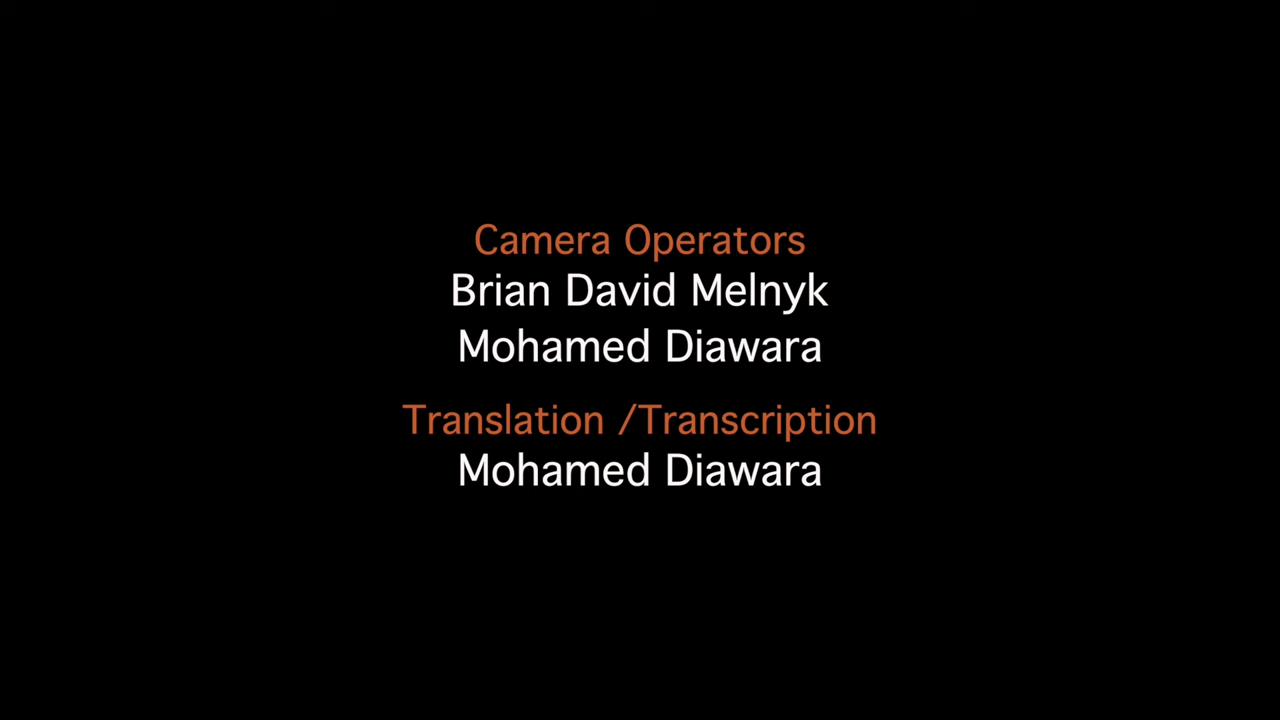 Camera Operators
Brian David Melnyk
Mohamed Diawara
Translation /Transcription
Mohamed Diawara